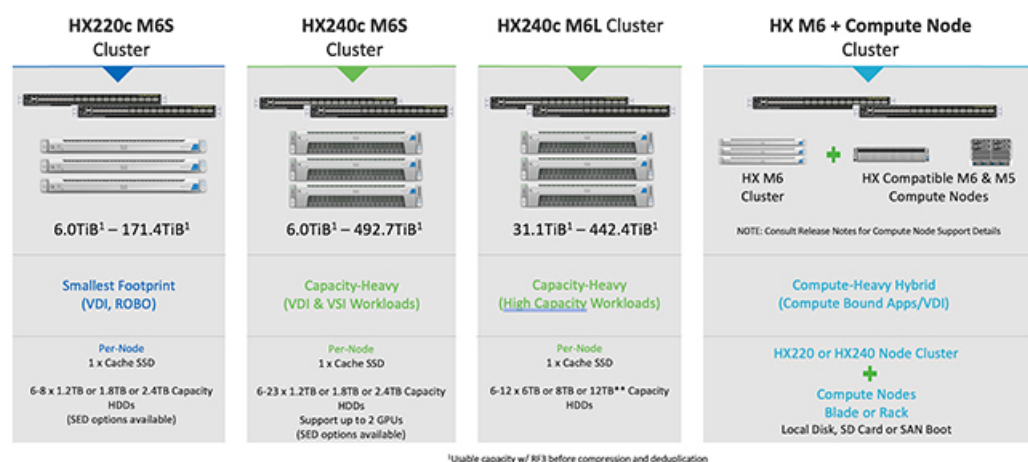 HX220c M6S
Cluster
6.0TiB¹ – 171.4TiB¹
Smallest Footprint
(VDI, ROBO)
Per-Node
1 x Cache SSD
6-8 x 1.2TB or 1.8TB or 2.4TB Capacity
HDDs
(SED options available)
HX240c M6S
Cluster
6.0TiB¹ – 492.7TiB¹
Capacity-Heavy
(VDI & VSI Workloads)
Per-Node
1 x Cache SSD
6-23 x 1.2TB or 1.8TB or 2.4TB Capacity
HDDs
Support up to 2 GPUs
(SED options available)
HX240c M6L Cluster
31.1TiB¹ – 442.4TiB¹
Capacity-Heavy
(High Capacity Workloads)
Per-Node
1 x Cache SSD
6-12 x 6TB or 8TB or 12TB** Capacity
HDDs
HX M6 + Compute Node
Cluster
HX M6
Cluster
+
HX Compatible M6 & M5
Compute Nodes
NOTE: Consult Release Notes for Compute Node Support Details
Compute-Heavy Hybrid
(Compute Bound Apps/VDI)
HX220 or HX240 Node Cluster
+
Compute Nodes
Blade or Rack
Local Disk, SD Card or SAN Boot
¹Usable capacity w/ RF3 before compression and deduplication